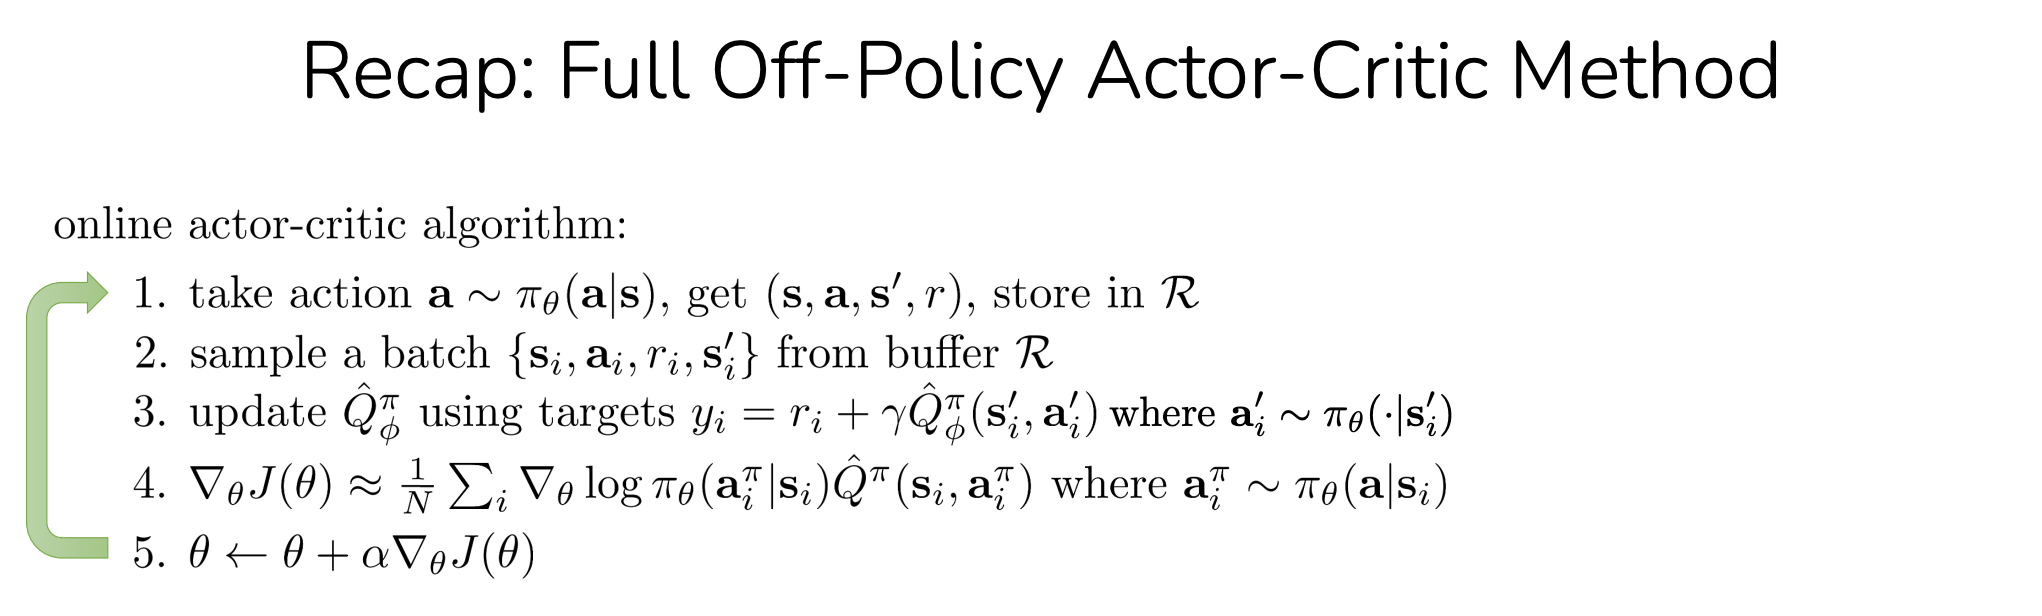 Recap: Full Off-Policy Actor-Critic Method
online actor-critic algorithm:
1. take action $\mathbf{a} \sim \pi_\theta(\mathbf{a}|\mathbf{s})$, get $(\mathbf{s}, \mathbf{a}, \mathbf{s}', r)$, store in $\mathcal{R}$
2. sample a batch $\{\mathbf{s}_i, \mathbf{a}_i, r_i, \mathbf{s}'_i\}$ from buffer $\mathcal{R}$
3. update $\hat{Q}^\pi_\phi$ using targets $y_i = r_i + \gamma \hat{Q}^\pi_\phi(\mathbf{s}'_i, \mathbf{a}'_i)$ where $\mathbf{a}'_i \sim \pi_\theta(\cdot|\mathbf{s}'_i)$
4. $\nabla_\theta J(\theta) \approx \frac{1}{N} \sum_i \nabla_\theta \log \pi_\theta(\mathbf{a}^\pi_i|\mathbf{s}_i) \hat{Q}^\pi(\mathbf{s}_i, \mathbf{a}^\pi_i)$ where $\mathbf{a}^\pi_i \sim \pi_\theta(\mathbf{a}|\mathbf{s}_i)$
5. $\theta \leftarrow \theta + \alpha \nabla_\theta J(\theta)$